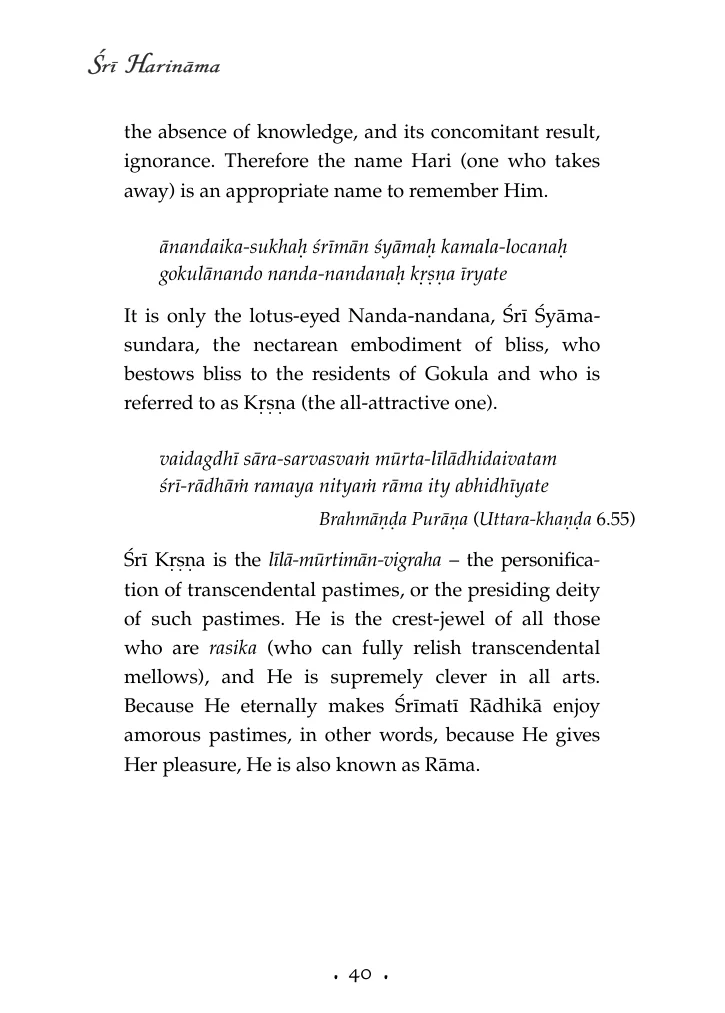 Śrī Harināma
the absence of knowledge, and its concomitant result,
ignorance. Therefore the name Hari (one who takes
away) is an appropriate name to remember Him.
ānandaika-sukhaḥ śrīmān śyāmaḥ kamala-locanaḥ
gokulānando nanda-nandanaḥ kṛṣṇa īryate
It is only the lotus-eyed Nanda-nandana, Śrī Śyāma-
sundara, the nectarean embodiment of bliss, who
bestows bliss to the residents of Gokula and who is
referred to as Kṛṣṇa (the all-attractive one).
vaidagdhī sāra-sarvasvaṁ mūrta-līlādhidaivatam
śrī-rādhāṁ ramaya nityaṁ rāma ity abhidhīyate
Brahmāṇḍa Purāṇa (Uttara-khaṇḍa 6.55)
Śrī Kṛṣṇa is the līlā-mūrtimān-vigraha – the personifica-
tion of transcendental pastimes, or the presiding deity
of such pastimes. He is the crest-jewel of all those
who are rasika (who can fully relish transcendental
mellows), and He is supremely clever in all arts.
Because He eternally makes Śrīmatī Rādhikā enjoy
amorous pastimes, in other words, because He gives
Her pleasure, He is also known as Rāma.
• 40 •